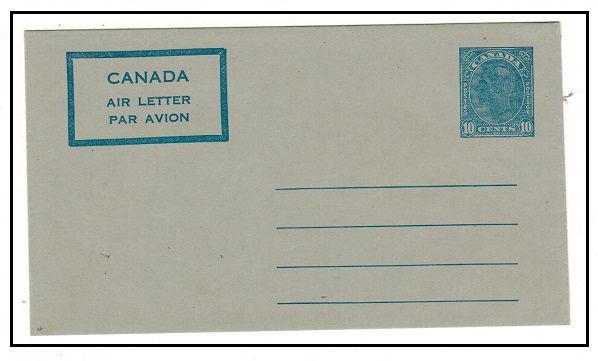 CANADA
AIR LETTER
PAR AVION
CANADA
10 CENTS 10